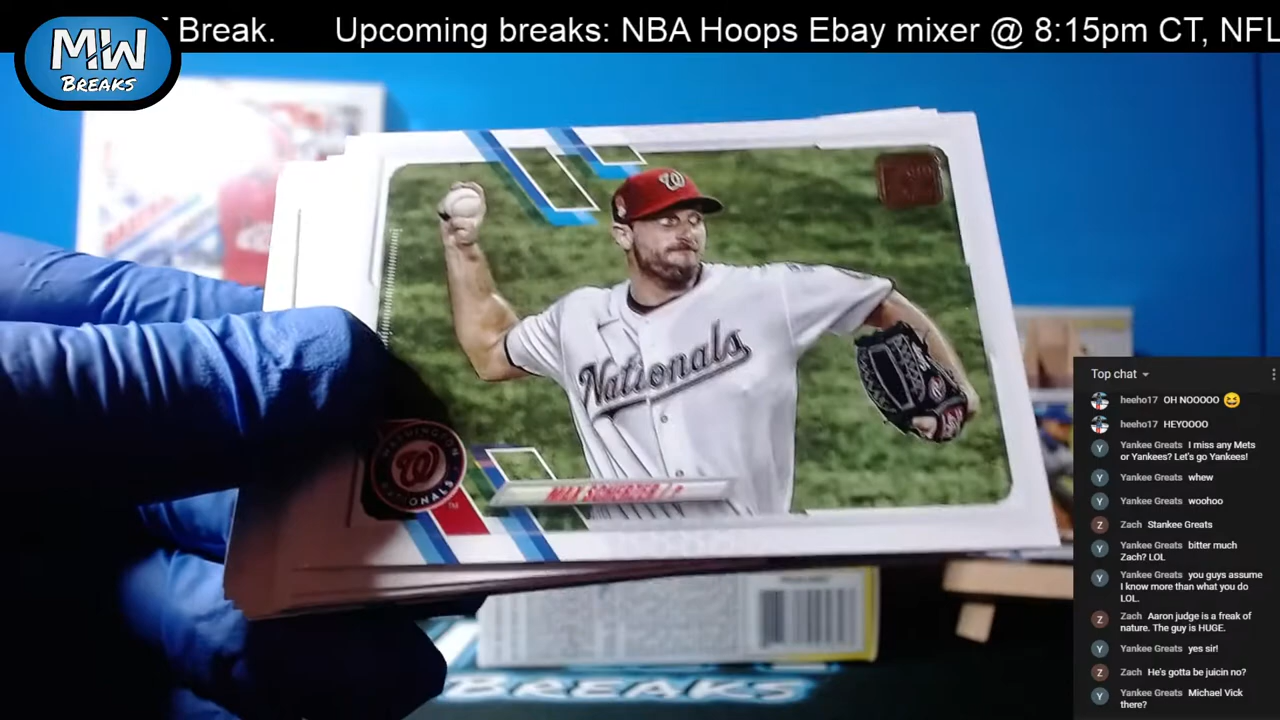 f Break. Upcoming breaks: NBA Hoops Ebay mixer @ 8:15pm CT, NFL
MW
BREAKS
Nationals
WASHINGTON
NATIONALS
TM
MAX SCHERZER
BREAKS
Top chat
heeho17 OH NOOOOO 😆
heeho17 HEYOOOO
Yankee Greats I miss any Mets
or Yankees? Let's go Yankees!
Yankee Greats whew
Yankee Greats woohoo
Zach Stankee Greats
Yankee Greats bitter much
Zach? LOL
Yankee Greats you guys assume
I know more than what you do
LOL.
Zach Aaron judge is a freak of
nature. The guy is HUGE.
Yankee Greats yes sir!
Zach He's gotta be juicin no?
Yankee Greats Michael Vick
there?